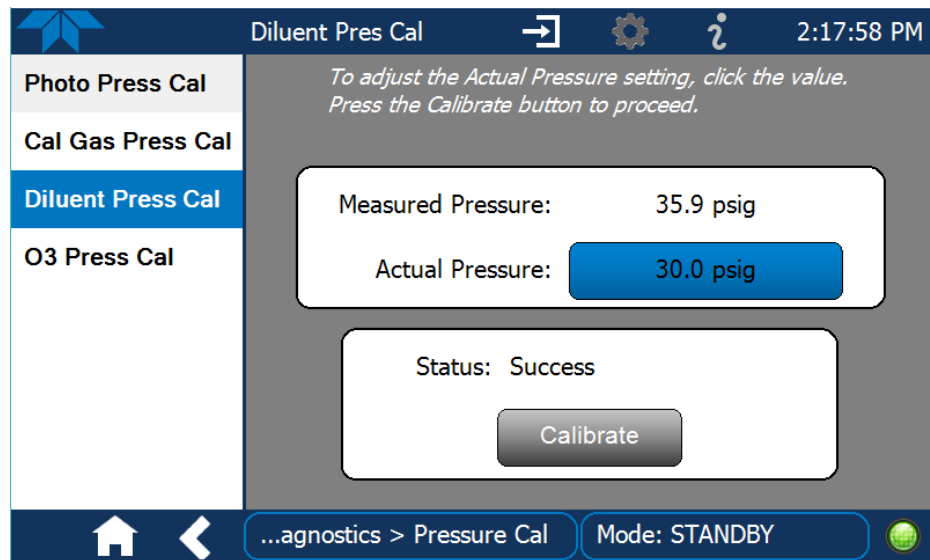 Diluent Pres Cal
2:17:58 PM
Photo Press Cal
Cal Gas Press Cal
Diluent Press Cal
O3 Press Cal
To adjust the Actual Pressure setting, click the value.
Press the Calibrate button to proceed.
Measured Pressure: 35.9 psig
Actual Pressure: 30.0 psig
Status: Success
Calibrate
...agnostics > Pressure Cal
Mode: STANDBY